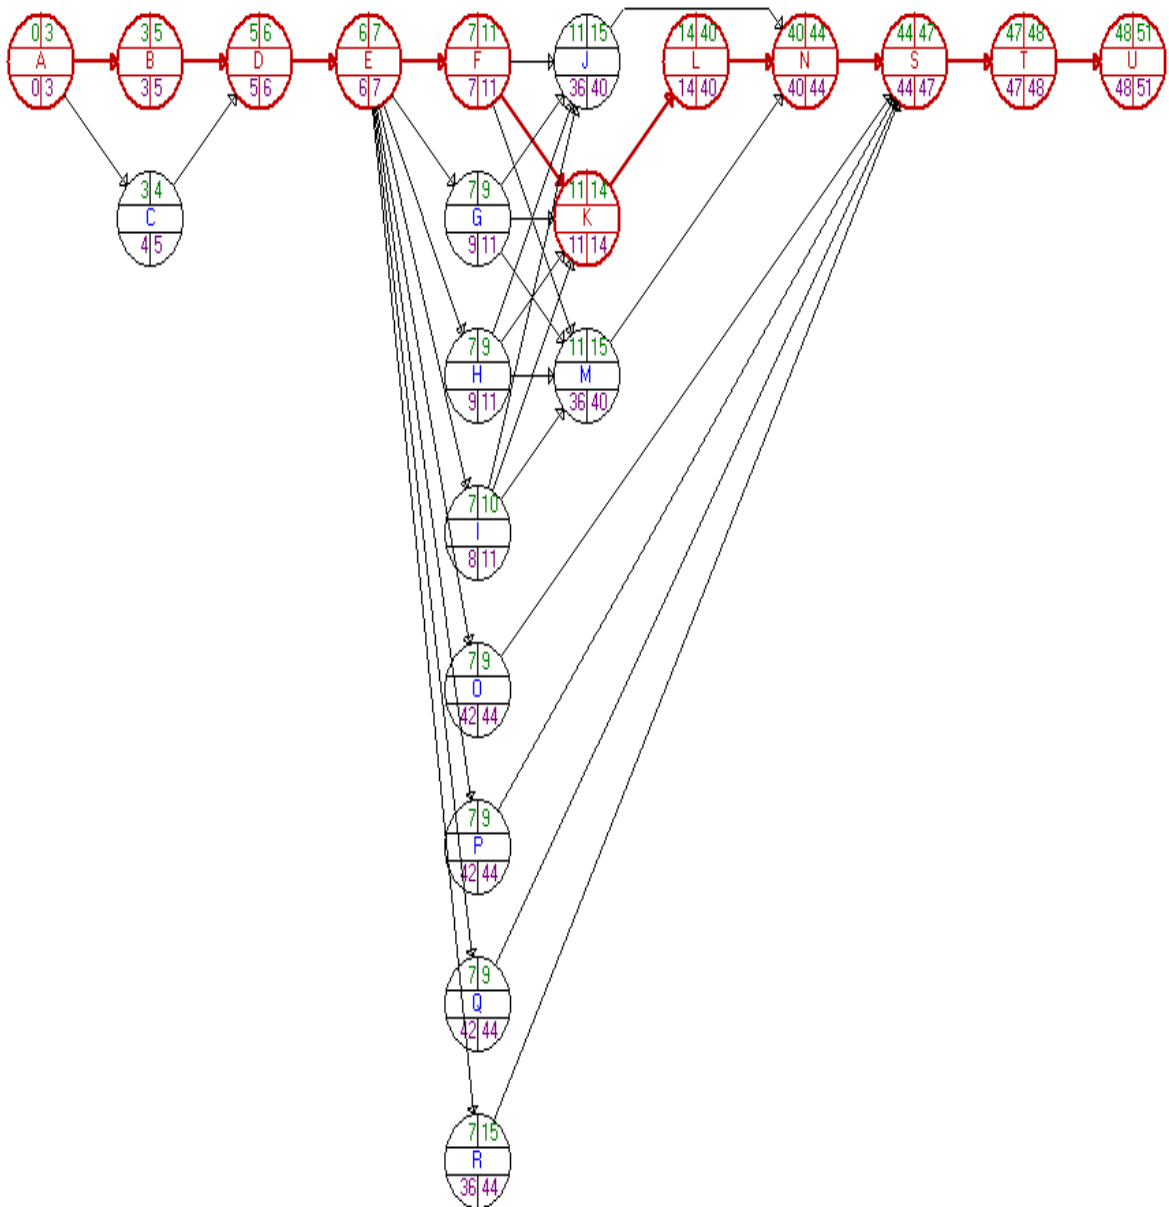 0 3 3 5 5 6 6 7 7 11 11 15 14 40 40 44 44 47 47 48 48 51
A B D E F J L N S T U
0 3 3 5 5 6 6 7 7 11 36 40 14 40 40 44 44 47 47 48 48 51
3 4 7 9 11 14
C G K
4 5 9 11 11 14
7 9 11 15
H M
9 11 36 40
7 10
I
8 11
7 9
O
42 44
7 9
P
42 44
7 9
Q
42 44
7 15
R
36 44